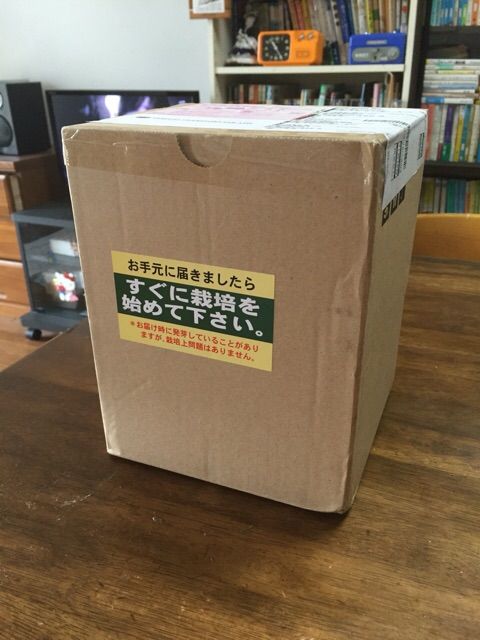 お手元に届きましたら
すぐに栽培を
始めて下さい。
＊お届け時に発芽していることがあり
ますが、栽培上問題はありません。